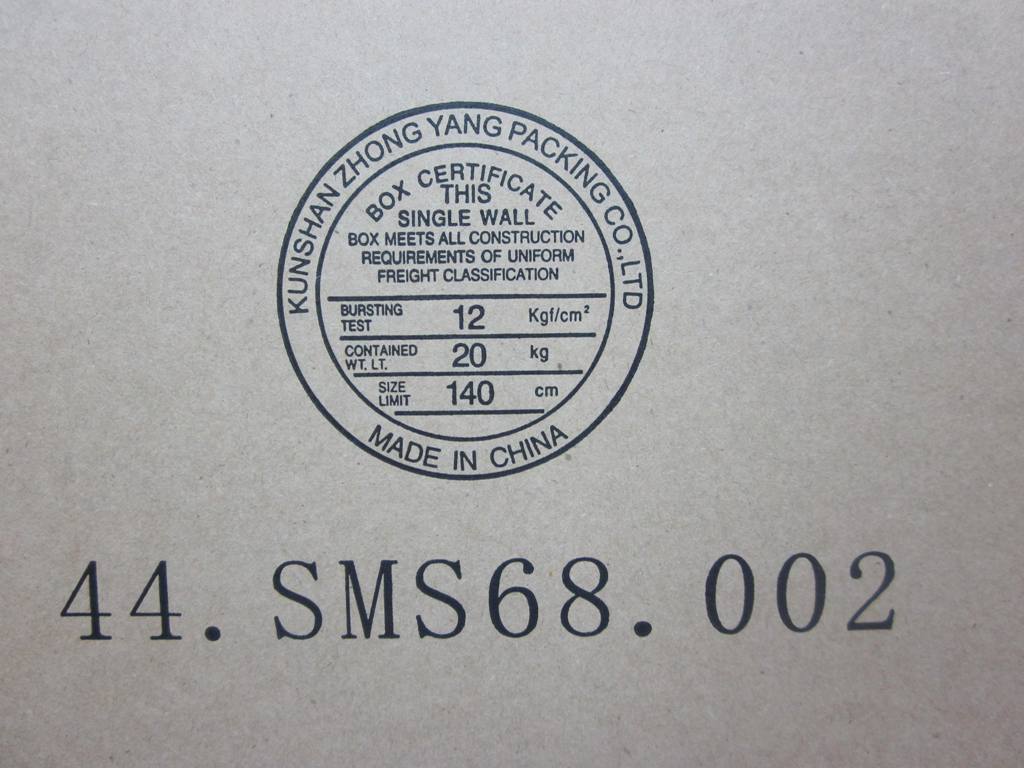 KUNSHAN ZHONG YANG PACKING CO.,LTD
BOX CERTIFICATE
THIS
SINGLE WALL
BOX MEETS ALL CONSTRUCTION
REQUIREMENTS OF UNIFORM
FREIGHT CLASSIFICATION
BURSTING TEST 12 Kgf/cm²
CONTAINED WT. LT. 20 kg
SIZE LIMIT 140 cm
MADE IN CHINA
44. SMS68. 002